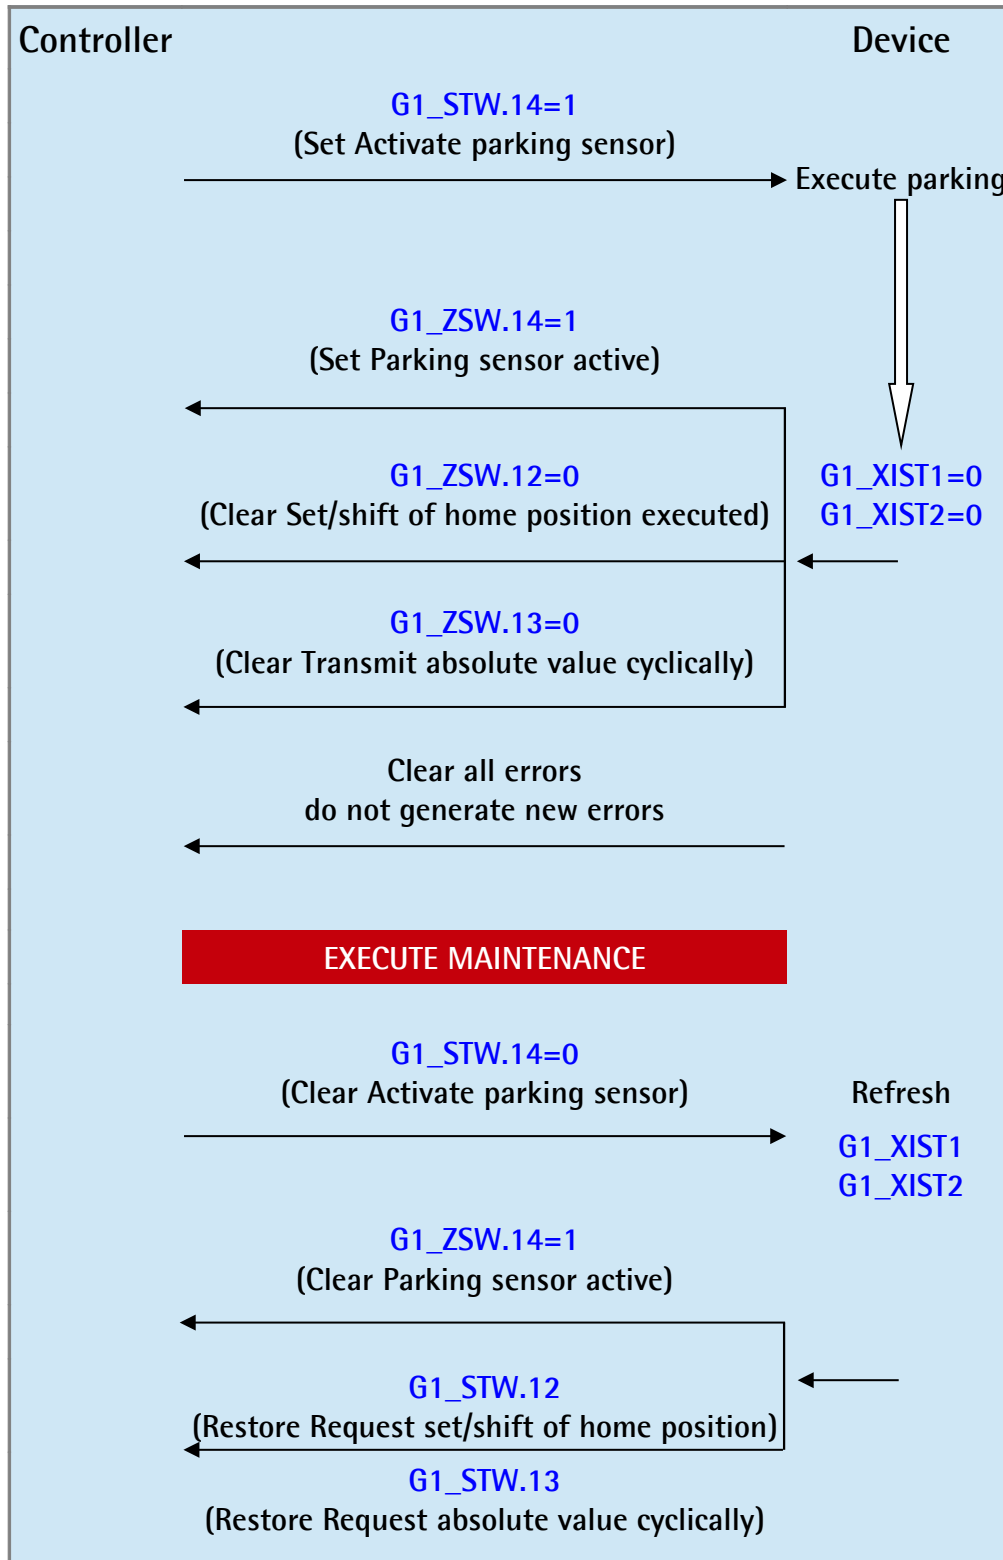 Controller
Device
G1_STW.14=1
(Set Activate parking sensor)
Execute parking
G1_ZSW.14=1
(Set Parking sensor active)
G1_ZSW.12=0
(Clear Set/shift of home position executed)
G1_XIST1=0
G1_XIST2=0
G1_ZSW.13=0
(Clear Transmit absolute value cyclically)
Clear all errors
do not generate new errors
EXECUTE MAINTENANCE
G1_STW.14=0
(Clear Activate parking sensor)
Refresh
G1_XIST1
G1_XIST2
G1_ZSW.14=1
(Clear Parking sensor active)
G1_STW.12
(Restore Request set/shift of home position)
G1_STW.13
(Restore Request absolute value cyclically)